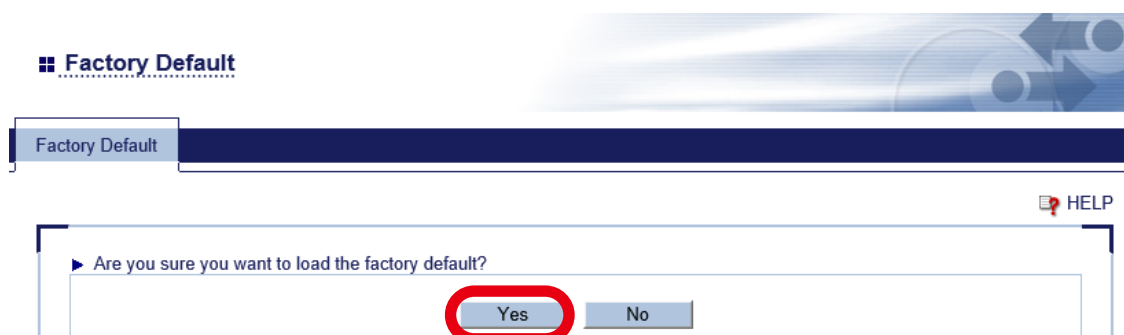 Factory Default
Factory Default
HELP
Are you sure you want to load the factory default?
Yes No